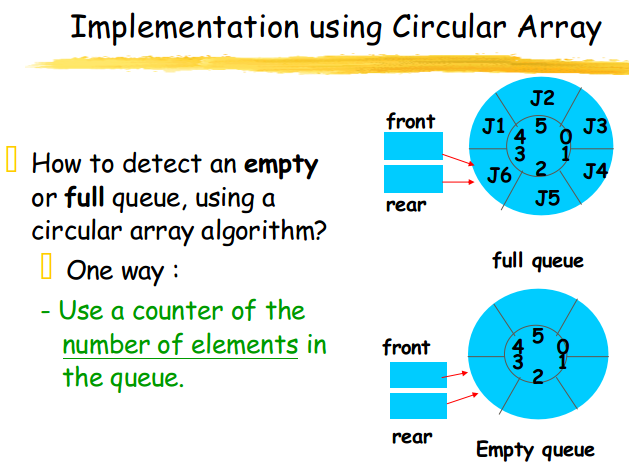 Implementation using Circular Array
How to detect an empty
or full queue, using a
circular array algorithm?
One way :
- Use a counter of the
number of elements in
the queue.
front
rear
J2
J1
J3
J6
J4
J5
5
4
0
3
1
2
full queue
front
rear
5
4
0
3
1
2
Empty queue